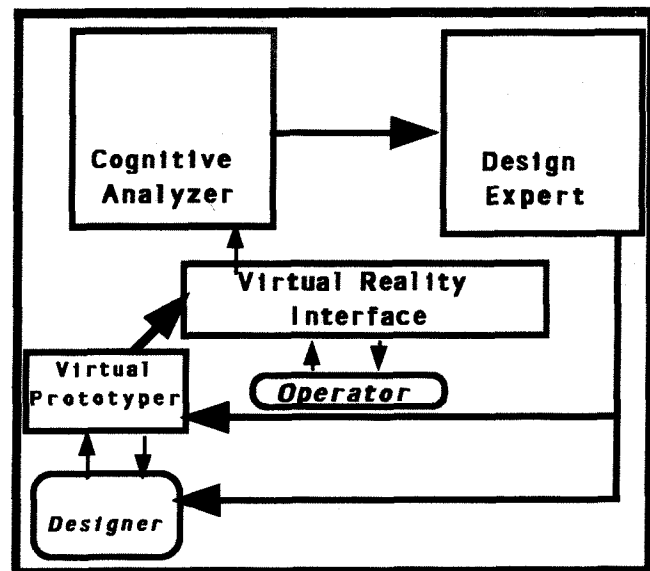 Cognitive
Analyzer
Design
Expert
Virtual Reality
Interface
Virtual
Prototyper
Operator
Designer